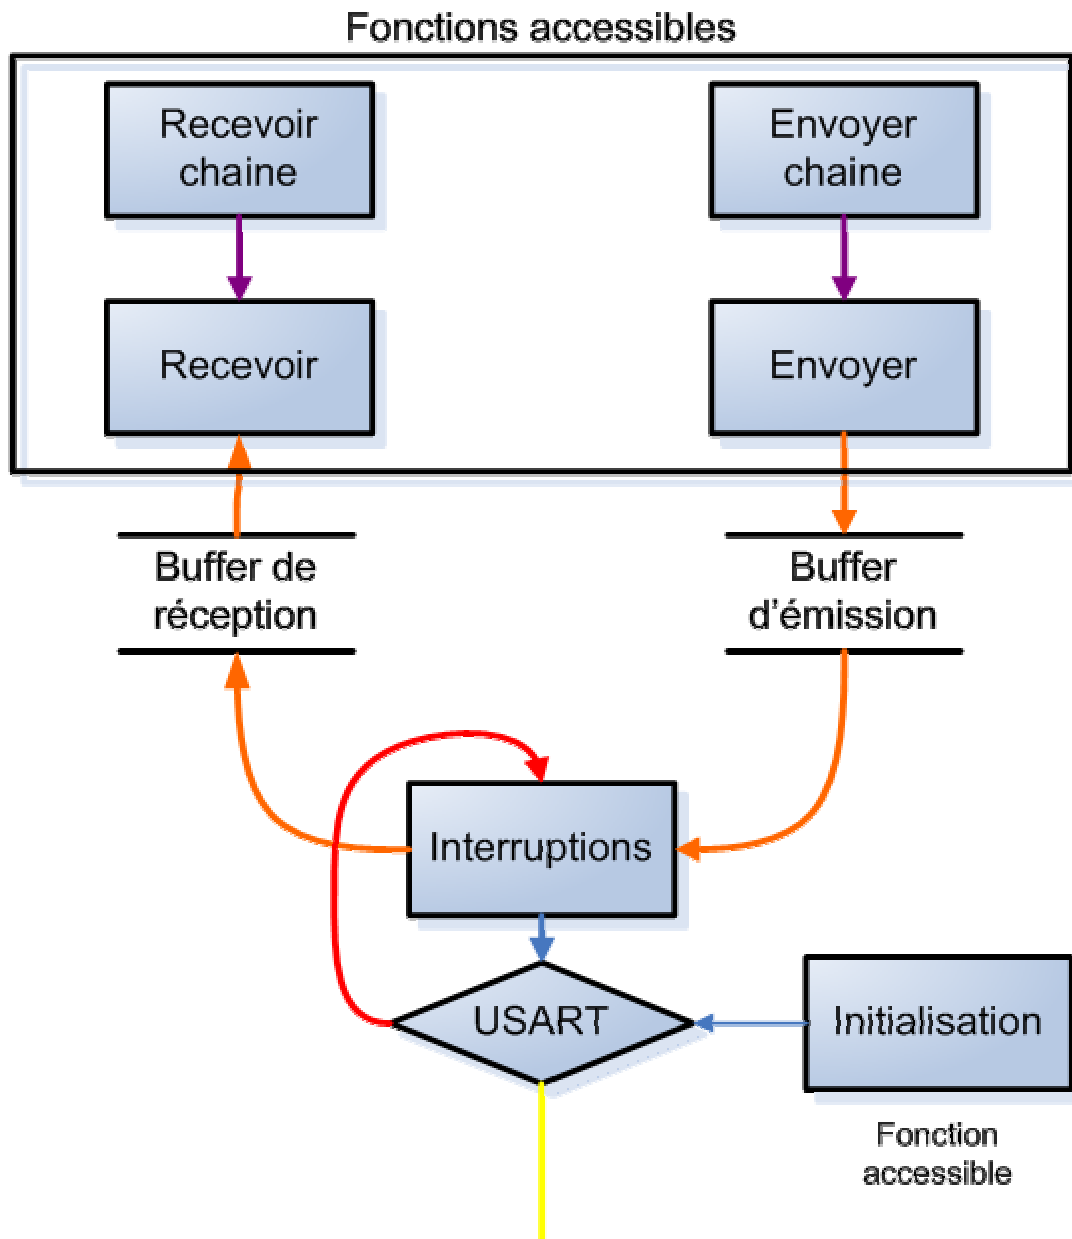 Fonctions accessibles
Recevoir
chaine
Envoyer
chaine
Recevoir
Envoyer
Buffer de
réception
Buffer
d'émission
Interruptions
USART
Initialisation
Fonction
accessible